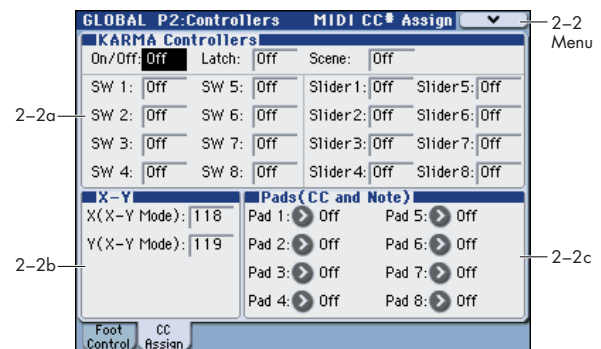 GLOBAL P2:Controllers MIDI CC# Assign
2–2
Menu
KARMA Controllers
On/Off: Off Latch: Off Scene: Off
SW 1: Off SW 5: Off Slider1: Off Slider5: Off
2–2a
SW 2: Off SW 6: Off Slider2: Off Slider6: Off
SW 3: Off SW 7: Off Slider3: Off Slider7: Off
SW 4: Off SW 8: Off Slider4: Off Slider8: Off
X-Y Pads(CC and Note)
X(X-Y Mode): 118 Pad 1: Off Pad 5: Off
Y(X-Y Mode): 119 Pad 2: Off Pad 6: Off
2–2b
2–2c
Pad 3: Off Pad 7: Off
Pad 4: Off Pad 8: Off
Foot Control
CC Assign